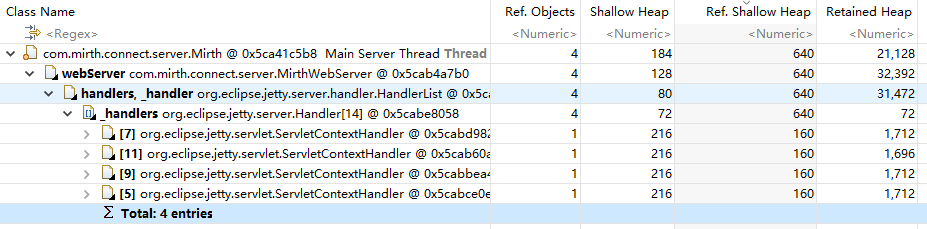 Class Name Ref. Objects Shallow Heap Ref. Shallow Heap Retained Heap
<Regex> <Numeric> <Numeric> <Numeric> <Numeric>
com.mirth.connect.server.Mirth @ 0x5ca41c5b8 Main Server Thread Thread 4 184 640 21,128
webServer com.mirth.connect.server.MirthWebServer @ 0x5cab4a7b0 4 128 640 32,392
handlers, _handler org.eclipse.jetty.server.handler.HandlerList @ 0x5ca 4 80 640 31,472
_handlers org.eclipse.jetty.server.Handler[14] @ 0x5cabe8058 4 72 640 72
[7] org.eclipse.jetty.servlet.ServletContextHandler @ 0x5cabd982 1 216 160 1,712
[11] org.eclipse.jetty.servlet.ServletContextHandler @ 0x5cab60a 1 216 160 1,696
[9] org.eclipse.jetty.servlet.ServletContextHandler @ 0x5cabbea4 1 216 160 1,712
[5] org.eclipse.jetty.servlet.ServletContextHandler @ 0x5cabce0e 1 216 160 1,712
Σ Total: 4 entries